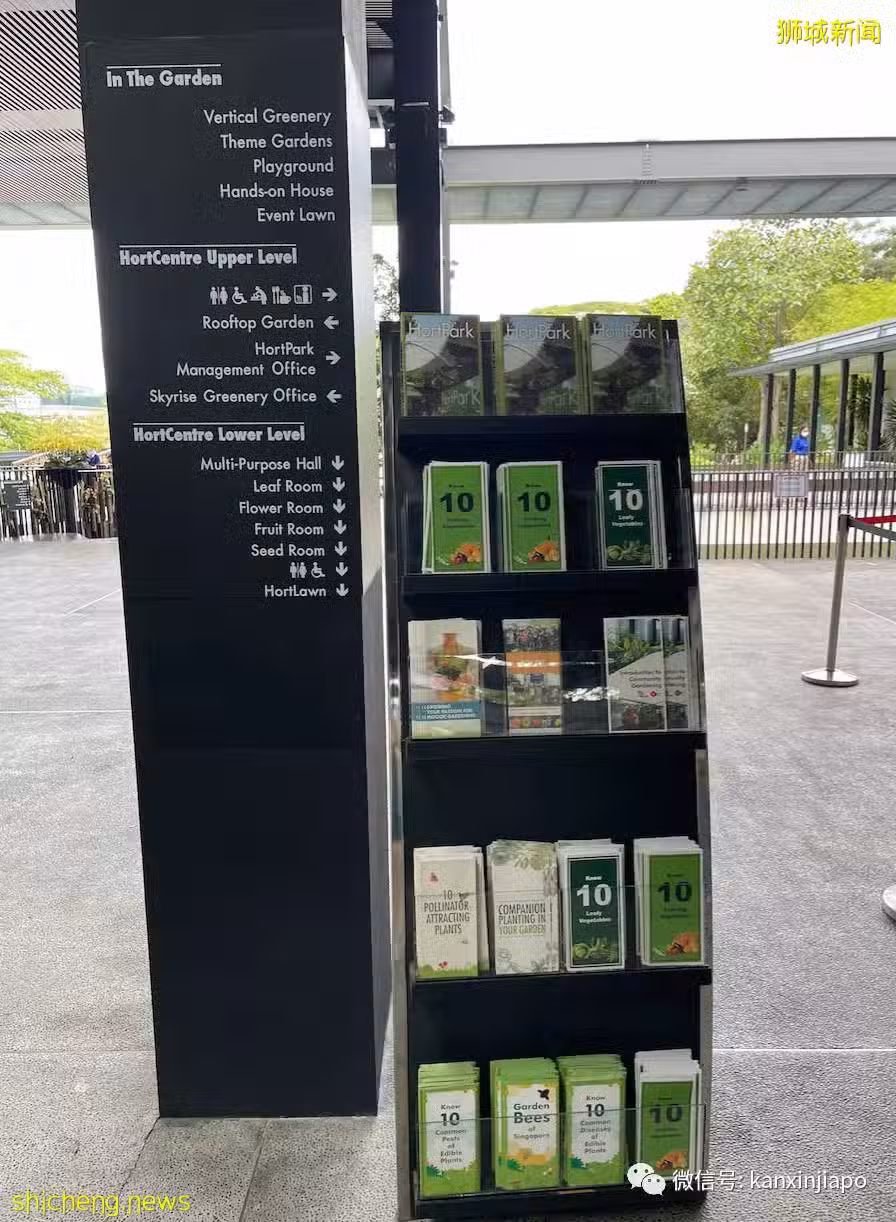 狮城新闻
In The Garden
Vertical Greenery
Theme Gardens
Playground
Hands-on House
Event Lawn
HortCentre Upper Level
Rooftop Garden
HortPark
Management Office
Skyrise Greenery Office
HortCentre Lower Level
Multi-Purpose Hall
Leaf Room
Flower Room
Fruit Room
Seed Room
HortLawn
HortPark
HortPark
HortPark
Know
10
Know
10
Know
10
Leafy
Vegetables
10
POLLINATOR
ATTRACTING
PLANTS
COMPANION
PLANTING IN
YOUR GARDEN
Know
10
Leafy
Vegetables
Know
10
Know
10
Common
Pests
of
Edible
Plants
Garden
Bees
of
Singapore
Know
10
Common
Diseases
of
Edible
Plants
10
微信号: kanxinjiapo
shicheng.news